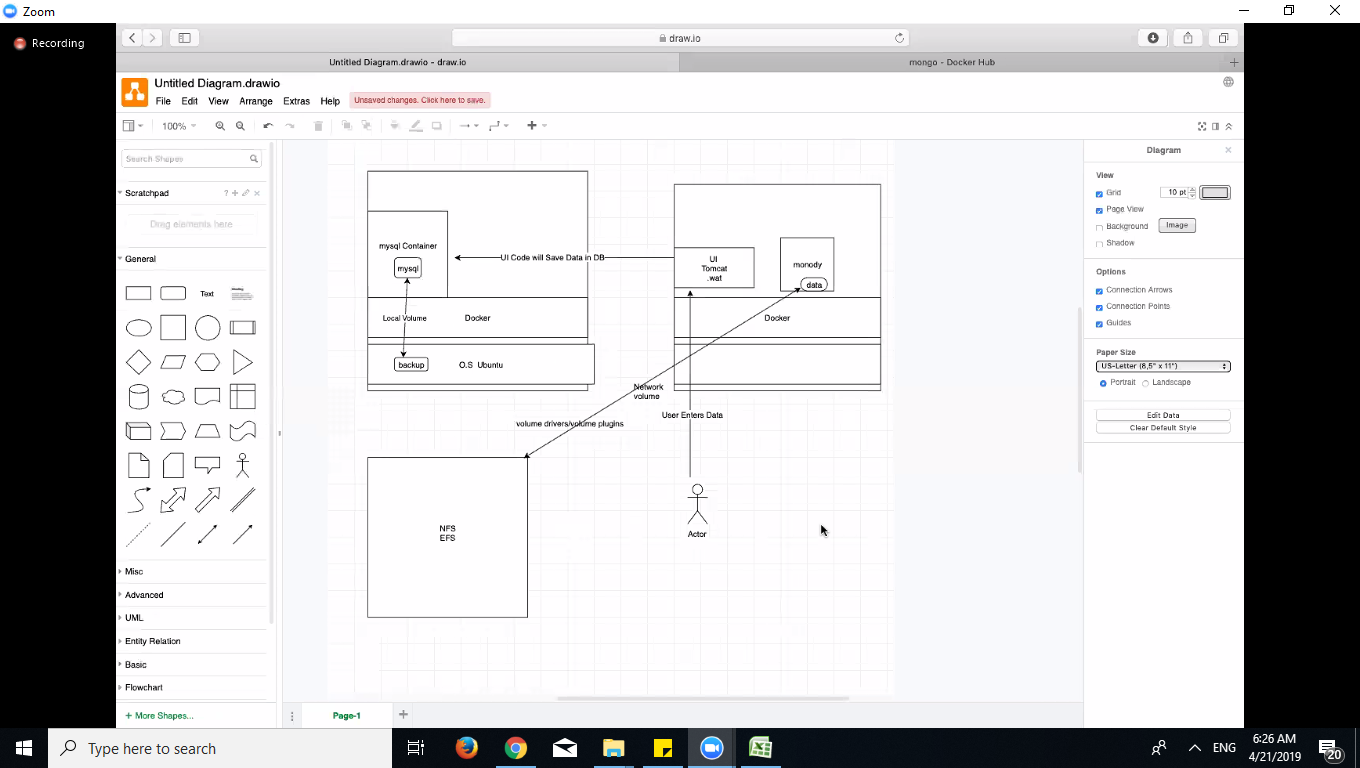 Zoom
Recording
draw.io
Untitled Diagram.drawio - draw.io
mongo - Docker Hub
Untitled Diagram.drawio
File Edit View Arrange Extras Help
Unsaved changes. Click here to save.
100%
Search Shapes
Scratchpad
?
Drag elements here
General
Text
Heading
Misc
Advanced
UML
Entity Relation
Basic
Flowchart
+ More Shapes...
mysql Container
mysql
UI Code will Save Data in DB
UI
Tomcat
.wat
monody
data
Local Volume
Docker
Docker
backup
O.S Ubuntu
Network
volume
User Enters Data
volume drivers/volume plugins
NFS
EFS
Actor
Page-1
Diagram
View
Grid
10 pt
Page View
Background
Image
Shadow
Options
Connection Arrows
Connection Points
Guides
Paper Size
US-Letter (8,5" x 11")
Portrait
Landscape
Edit Data
Clear Default Style
Type here to search
ENG
6:26 AM
4/21/2019
20